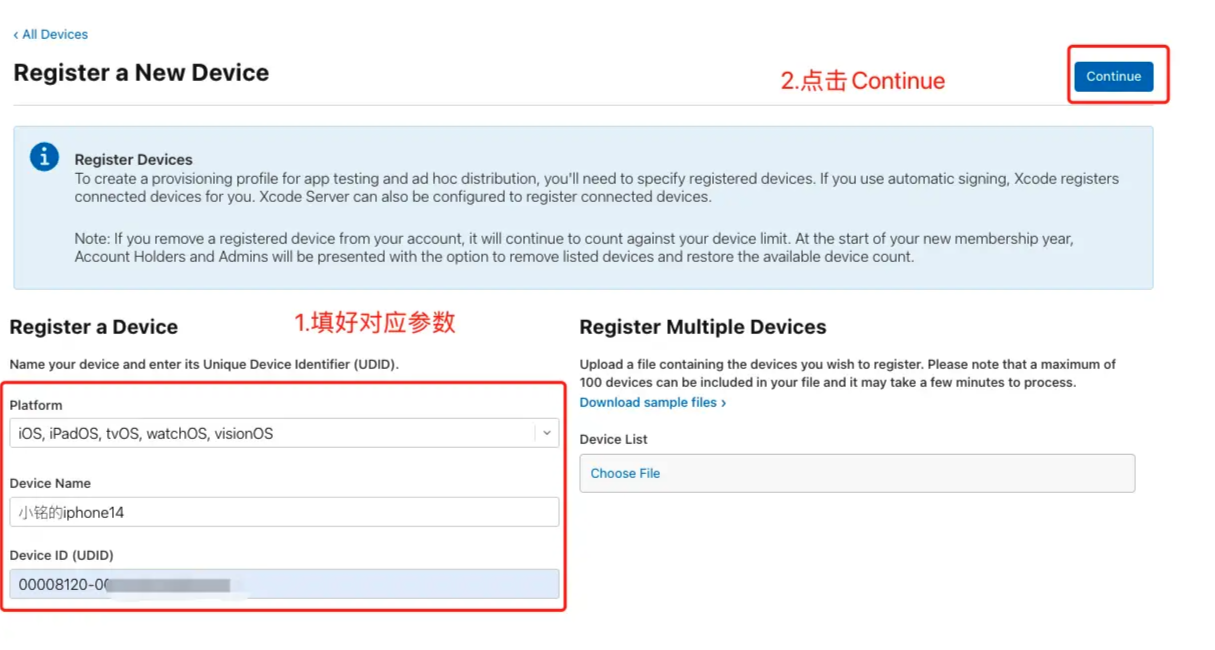 ‹ All Devices
Register a New Device
2.点击 Continue
Continue
Register Devices
To create a provisioning profile for app testing and ad hoc distribution, you'll need to specify registered devices. If you use automatic signing, Xcode registers
connected devices for you. Xcode Server can also be configured to register connected devices.
Note: If you remove a registered device from your account, it will continue to count against your device limit. At the start of your new membership year,
Account Holders and Admins will be presented with the option to remove listed devices and restore the available device count.
Register a Device
1.填好对应参数
Name your device and enter its Unique Device Identifier (UDID).
Platform
iOS, iPadOS, tvOS, watchOS, visionOS
Device Name
小铭的iphone14
Device ID (UDID)
00008120-0
Register Multiple Devices
Upload a file containing the devices you wish to register. Please note that a maximum of
100 devices can be included in your file and it may take a few minutes to process.
Download sample files ›
Device List
Choose File